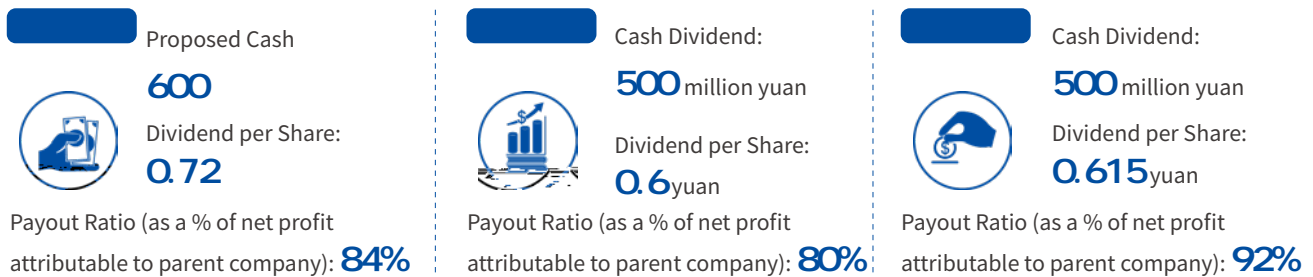 Proposed Cash
600
Dividend per Share:
0.72
Payout Ratio (as a % of net profit
attributable to parent company): 84%
Cash Dividend:
500 million yuan
Dividend per Share:
0.6 yuan
Payout Ratio (as a % of net profit
attributable to parent company): 80%
Cash Dividend:
500 million yuan
Dividend per Share:
0.615 yuan
Payout Ratio (as a % of net profit
attributable to parent company): 92%